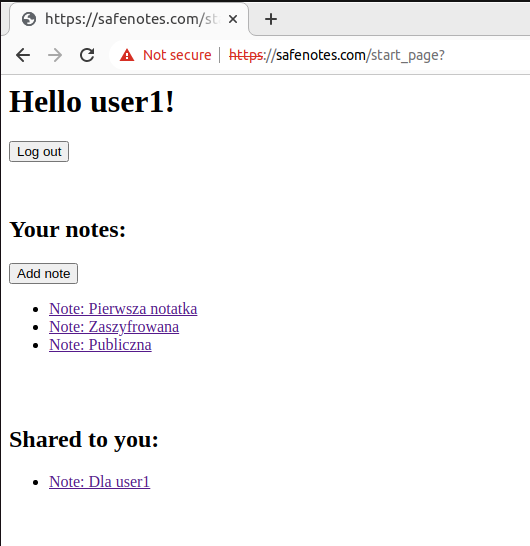 https://safenotes.com/sta
Not secure | https://safenotes.com/start_page?
Hello user1!
Log out
Your notes:
Add note
Note: Pierwsza notatka
Note: Zaszyfrowana
Note: Publiczna
Shared to you:
Note: Dla user1